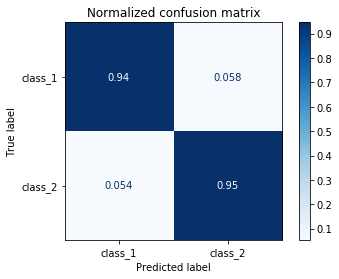 Normalized confusion matrix
True label
class_1
0.94
0.058
class_2
0.054
0.95
class_1
class_2
Predicted label
0.9
0.8
0.7
0.6
0.5
0.4
0.3
0.2
0.1